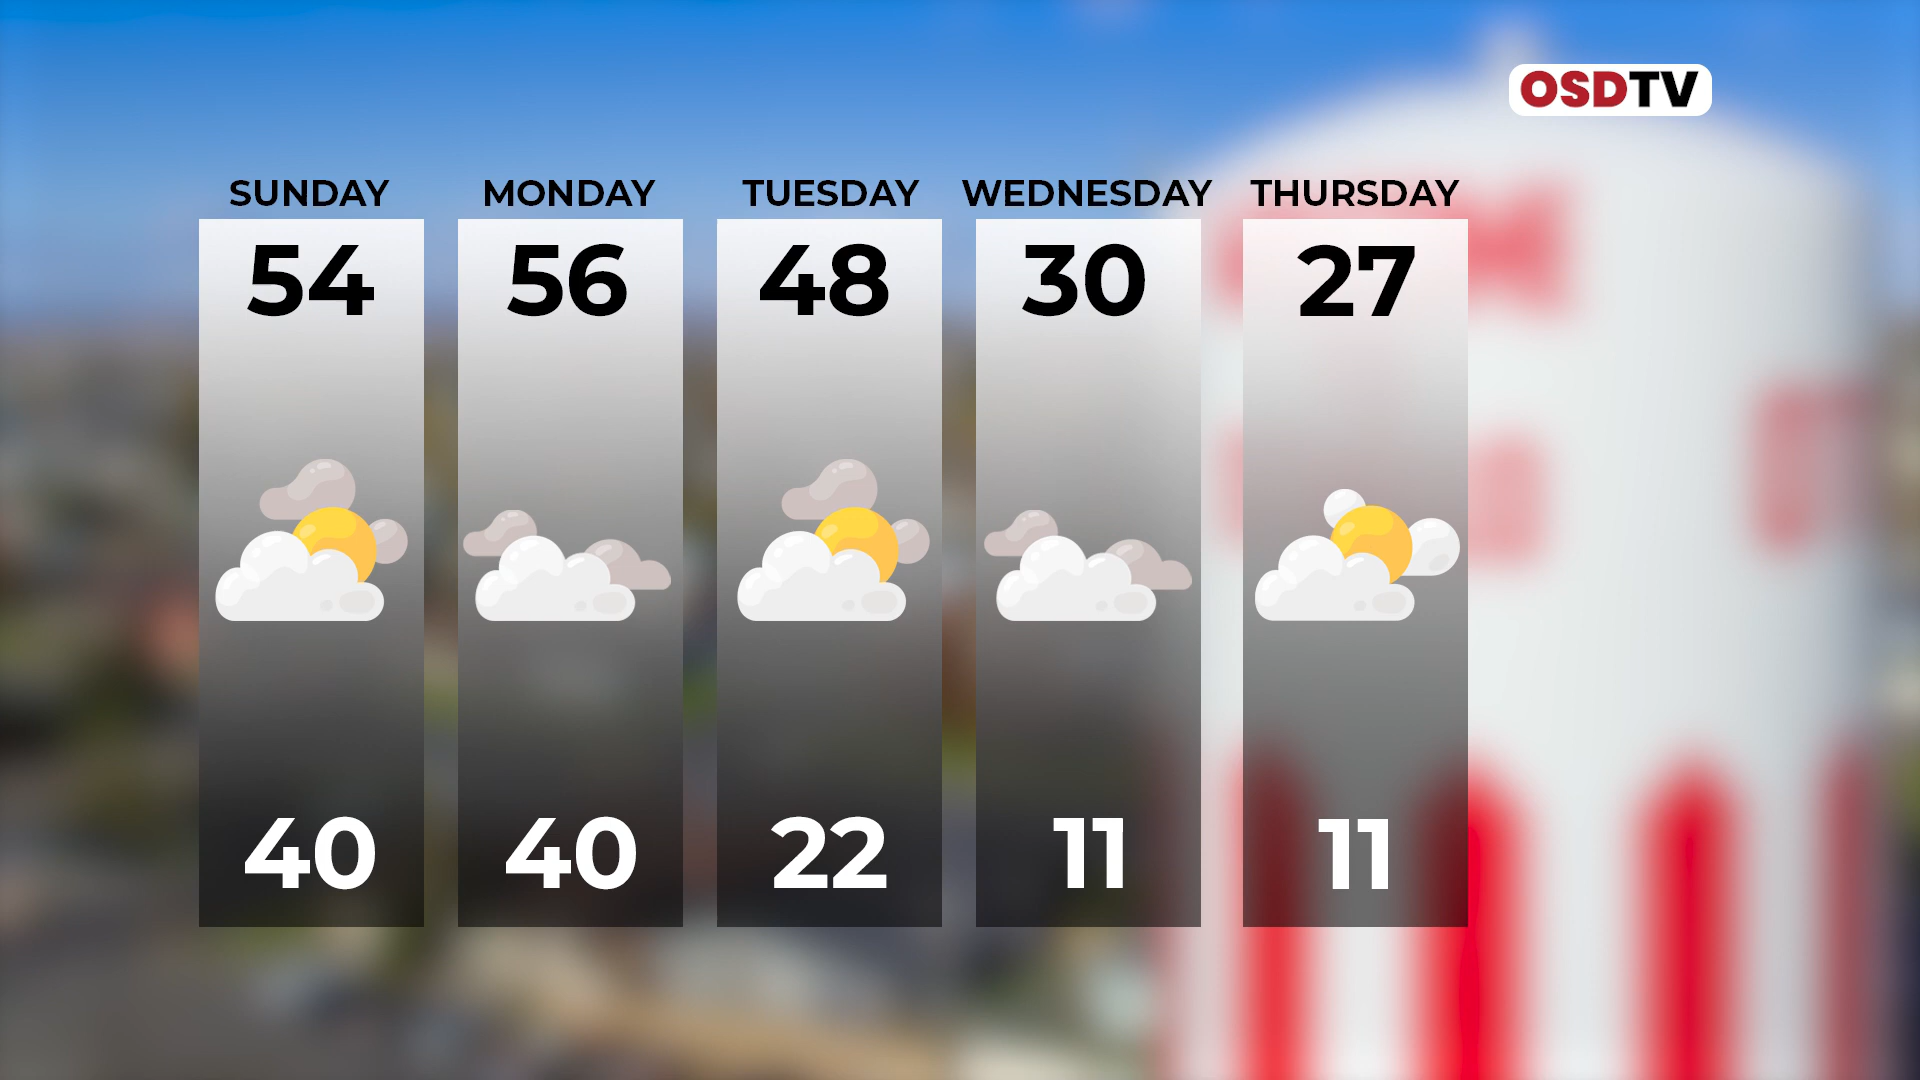 OSDTV
SUNDAY MONDAY TUESDAY WEDNESDAY THURSDAY
54 56 48 30 27
40 40 22 11 11